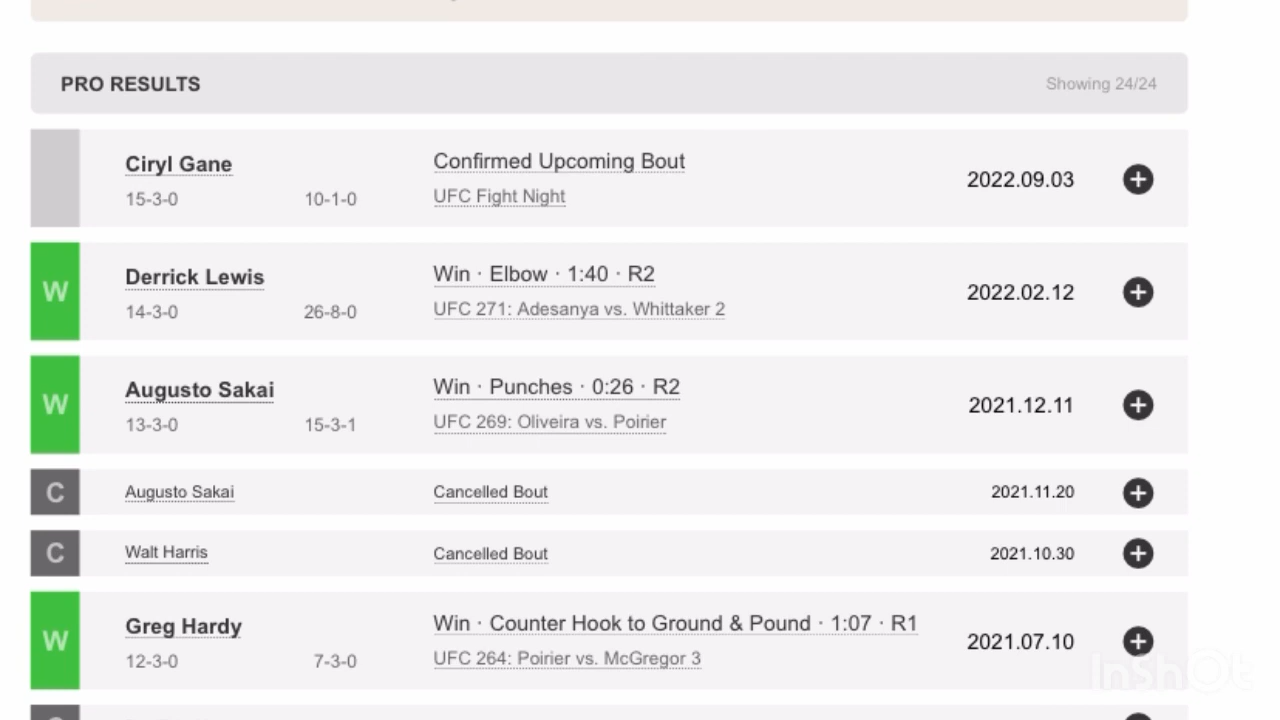 PRO RESULTS
Showing 24/24
Ciryl Gane
Confirmed Upcoming Bout
2022.09.03
15-3-0
10-1-0
UFC Fight Night
W
Derrick Lewis
Win · Elbow · 1:40 · R2
2022.02.12
14-3-0
26-8-0
UFC 271: Adesanya vs. Whittaker 2
W
Augusto Sakai
Win · Punches · 0:26 · R2
2021.12.11
13-3-0
15-3-1
UFC 269: Oliveira vs. Poirier
C
Augusto Sakai
Cancelled Bout
2021.11.20
C
Walt Harris
Cancelled Bout
2021.10.30
W
Greg Hardy
Win · Counter Hook to Ground & Pound · 1:07 · R1
2021.07.10
12-3-0
7-3-0
UFC 264: Poirier vs. McGregor 3
InShOt